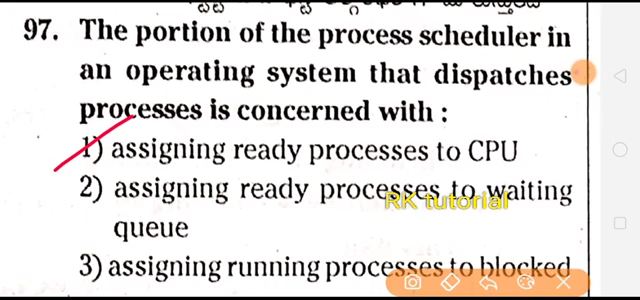 97. The portion of the process scheduler in
an operating system that dispatches
processes is concerned with :
1) assigning ready processes to CPU
2) assigning ready processes to waiting
RK tutorial
queue
3) assigning running processes to blocked